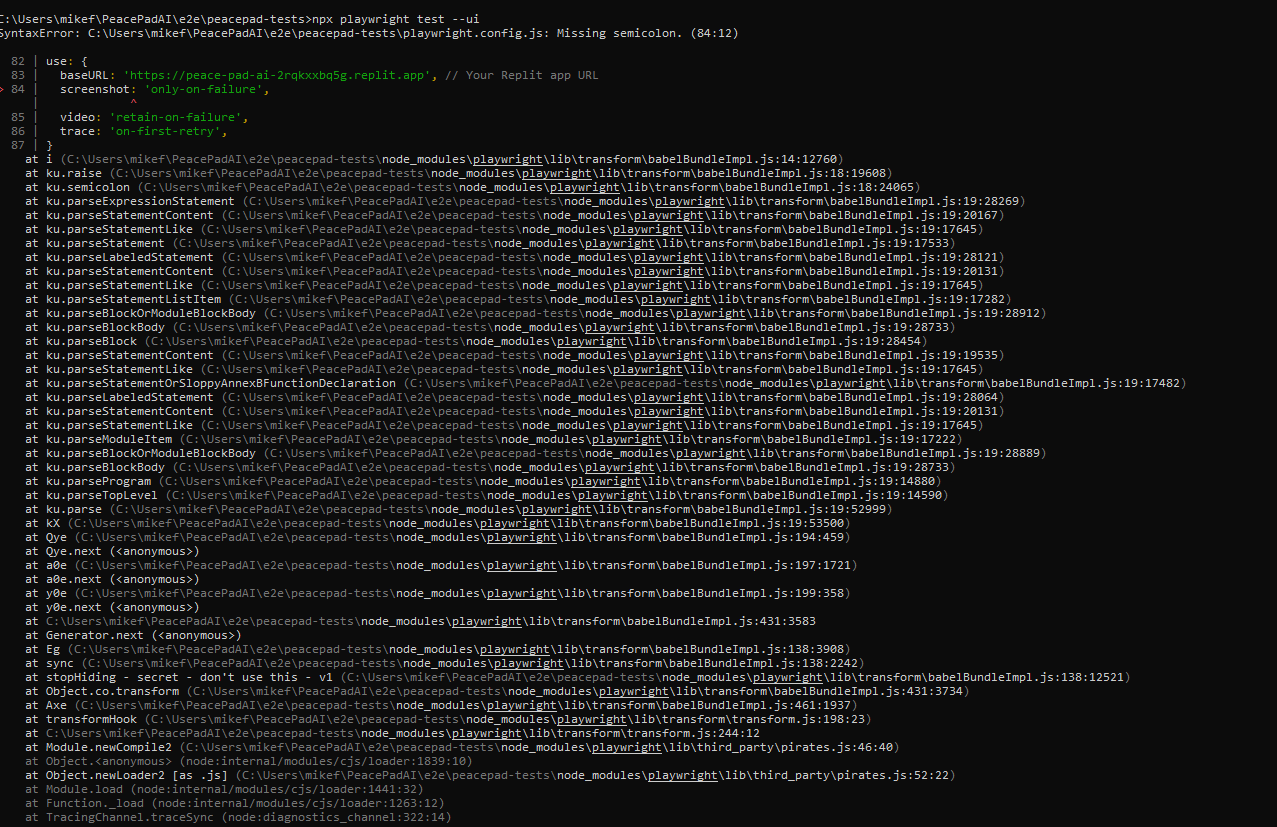 C:\Users\mikef\PeacePadAI\e2e\peacepad-tests>npx playwright test --ui
SyntaxError: C:\Users\mikef\PeacePadAI\e2e\peacepad-tests\playwright.config.js: Missing semicolon. (84:12)
82 | use: {
83 |   baseURL: 'https://peace-pad-ai-2rqkxxbq5g.replit.app', // Your Replit app URL
> 84 |   screenshot: 'only-on-failure',
|             ^
85 |   video: 'retain-on-failure',
86 |   trace: 'on-first-retry',
87 | }
at i (C:\Users\mikef\PeacePadAI\e2e\peacepad-tests\node_modules\playwright\lib\transform\babelBundleImpl.js:14:12760)
at ku.raise (C:\Users\mikef\PeacePadAI\e2e\peacepad-tests\node_modules\playwright\lib\transform\babelBundleImpl.js:18:19608)
at ku.semicolon (C:\Users\mikef\PeacePadAI\e2e\peacepad-tests\node_modules\playwright\lib\transform\babelBundleImpl.js:18:24065)
at ku.parseExpressionStatement (C:\Users\mikef\PeacePadAI\e2e\peacepad-tests\node_modules\playwright\lib\transform\babelBundleImpl.js:19:28269)
at ku.parseStatementContent (C:\Users\mikef\PeacePadAI\e2e\peacepad-tests\node_modules\playwright\lib\transform\babelBundleImpl.js:19:20167)
at ku.parseStatementLike (C:\Users\mikef\PeacePadAI\e2e\peacepad-tests\node_modules\playwright\lib\transform\babelBundleImpl.js:19:17645)
at ku.parseStatement (C:\Users\mikef\PeacePadAI\e2e\peacepad-tests\node_modules\playwright\lib\transform\babelBundleImpl.js:19:17533)
at ku.parseLabeledStatement (C:\Users\mikef\PeacePadAI\e2e\peacepad-tests\node_modules\playwright\lib\transform\babelBundleImpl.js:19:28121)
at ku.parseStatementContent (C:\Users\mikef\PeacePadAI\e2e\peacepad-tests\node_modules\playwright\lib\transform\babelBundleImpl.js:19:20131)
at ku.parseStatementLike (C:\Users\mikef\PeacePadAI\e2e\peacepad-tests\node_modules\playwright\lib\transform\babelBundleImpl.js:19:17645)
at ku.parseStatementListItem (C:\Users\mikef\PeacePadAI\e2e\peacepad-tests\node_modules\playwright\lib\transform\babelBundleImpl.js:19:17282)
at ku.parseBlockOrModuleBlockBody (C:\Users\mikef\PeacePadAI\e2e\peacepad-tests\node_modules\playwright\lib\transform\babelBundleImpl.js:19:28912)
at ku.parseBlockBody (C:\Users\mikef\PeacePadAI\e2e\peacepad-tests\node_modules\playwright\lib\transform\babelBundleImpl.js:19:28733)
at ku.parseBlock (C:\Users\mikef\PeacePadAI\e2e\peacepad-tests\node_modules\playwright\lib\transform\babelBundleImpl.js:19:28454)
at ku.parseStatementContent (C:\Users\mikef\PeacePadAI\e2e\peacepad-tests\node_modules\playwright\lib\transform\babelBundleImpl.js:19:19535)
at ku.parseStatementLike (C:\Users\mikef\PeacePadAI\e2e\peacepad-tests\node_modules\playwright\lib\transform\babelBundleImpl.js:19:17645)
at ku.parseStatementOrSloppyAnnexBFunctionDeclaration (C:\Users\mikef\PeacePadAI\e2e\peacepad-tests\node_modules\playwright\lib\transform\babelBundleImpl.js:19:17482)
at ku.parseLabeledStatement (C:\Users\mikef\PeacePadAI\e2e\peacepad-tests\node_modules\playwright\lib\transform\babelBundleImpl.js:19:28064)
at ku.parseStatementContent (C:\Users\mikef\PeacePadAI\e2e\peacepad-tests\node_modules\playwright\lib\transform\babelBundleImpl.js:19:20131)
at ku.parseStatementLike (C:\Users\mikef\PeacePadAI\e2e\peacepad-tests\node_modules\playwright\lib\transform\babelBundleImpl.js:19:17645)
at ku.parseModuleItem (C:\Users\mikef\PeacePadAI\e2e\peacepad-tests\node_modules\playwright\lib\transform\babelBundleImpl.js:19:17222)
at ku.parseBlockOrModuleBlockBody (C:\Users\mikef\PeacePadAI\e2e\peacepad-tests\node_modules\playwright\lib\transform\babelBundleImpl.js:19:28889)
at ku.parseBlockBody (C:\Users\mikef\PeacePadAI\e2e\peacepad-tests\node_modules\playwright\lib\transform\babelBundleImpl.js:19:28733)
at ku.parseProgram (C:\Users\mikef\PeacePadAI\e2e\peacepad-tests\node_modules\playwright\lib\transform\babelBundleImpl.js:19:14880)
at ku.parseTopLevel (C:\Users\mikef\PeacePadAI\e2e\peacepad-tests\node_modules\playwright\lib\transform\babelBundleImpl.js:19:14590)
at ku.parse (C:\Users\mikef\PeacePadAI\e2e\peacepad-tests\node_modules\playwright\lib\transform\babelBundleImpl.js:19:52999)
at kX (C:\Users\mikef\PeacePadAI\e2e\peacepad-tests\node_modules\playwright\lib\transform\babelBundleImpl.js:19:53500)
at Qye (C:\Users\mikef\PeacePadAI\e2e\peacepad-tests\node_modules\playwright\lib\transform\babelBundleImpl.js:194:459)
at Qye.next (<anonymous>)
at a0e (C:\Users\mikef\PeacePadAI\e2e\peacepad-tests\node_modules\playwright\lib\transform\babelBundleImpl.js:197:1721)
at a0e.next (<anonymous>)
at y0e (C:\Users\mikef\PeacePadAI\e2e\peacepad-tests\node_modules\playwright\lib\transform\babelBundleImpl.js:199:358)
at y0e.next (<anonymous>)
at C:\Users\mikef\PeacePadAI\e2e\peacepad-tests\node_modules\playwright\lib\transform\babelBundleImpl.js:431:3583
at Generator.next (<anonymous>)
at Eg (C:\Users\mikef\PeacePadAI\e2e\peacepad-tests\node_modules\playwright\lib\transform\babelBundleImpl.js:138:3908)
at sync (C:\Users\mikef\PeacePadAI\e2e\peacepad-tests\node_modules\playwright\lib\transform\babelBundleImpl.js:138:2242)
at stopHiding - secret - don't use this - v1 (C:\Users\mikef\PeacePadAI\e2e\peacepad-tests\node_modules\playwright\lib\transform\babelBundleImpl.js:138:12521)
at Object.co.transform (C:\Users\mikef\PeacePadAI\e2e\peacepad-tests\node_modules\playwright\lib\transform\babelBundleImpl.js:431:3734)
at Axe (C:\Users\mikef\PeacePadAI\e2e\peacepad-tests\node_modules\playwright\lib\transform\babelBundleImpl.js:461:1937)
at transformHook (C:\Users\mikef\PeacePadAI\e2e\peacepad-tests\node_modules\playwright\lib\transform\transform.js:198:23)
at C:\Users\mikef\PeacePadAI\e2e\peacepad-tests\node_modules\playwright\lib\transform\transform.js:244:12
at Module.newCompile2 (C:\Users\mikef\PeacePadAI\e2e\peacepad-tests\node_modules\playwright\lib\third_party\pirates.js:46:40)
at Object.<anonymous> (node:internal/modules/cjs/loader:1839:10)
at Object.newLoader2 [as .js] (C:\Users\mikef\PeacePadAI\e2e\peacepad-tests\node_modules\playwright\lib\third_party\pirates.js:52:22)
at Module.load (node:internal/modules/cjs/loader:1441:32)
at Function._load (node:internal/modules/cjs/loader:1263:12)
at TracingChannel.traceSync (node:diagnostics_channel:322:14)